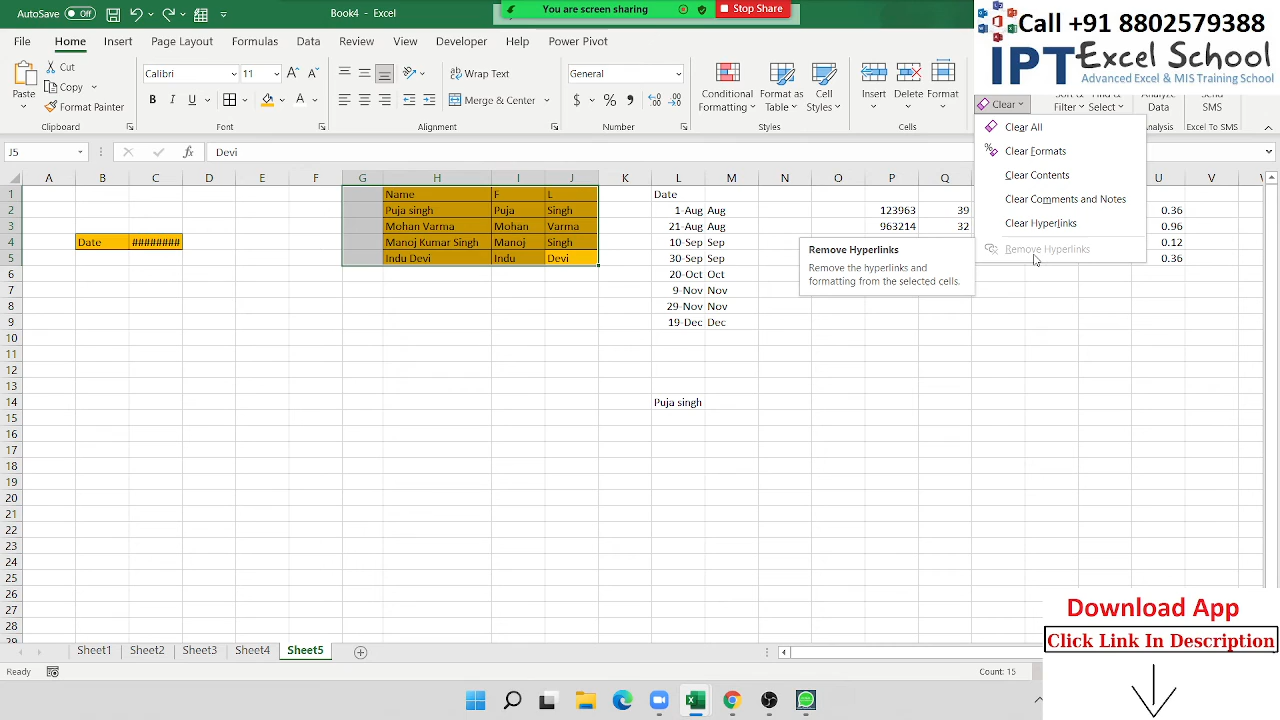 AutoSave Off Book4 - Excel You are screen sharing Stop Share
Call +91 8802579388
IPT Excel School
Advanced Excel & MIS Training School
File Home Insert Page Layout Formulas Data Review View Developer Help Power Pivot
Paste Cut Copy Format Painter
Calibri 11 B I U A A
Wrap Text Merge & Center
General $ % ,
Conditional Formatting Format as Table Cell Styles
Insert Delete Format
Clear Filter Select Data SMS
Clipboard Font Alignment Number Styles Cells Analysis Excel To SMS
Clear All
Clear Formats
Clear Contents
Clear Comments and Notes
Clear Hyperlinks
Remove Hyperlinks
Remove Hyperlinks
Remove the hyperlinks and
formatting from the selected cells.
J5 fx Devi
A B C D E F G H I J K L M N O P Q U V
1 Name F L Date
2 Puja singh Puja Singh 1-Aug Aug 123963 39 0.36
3 Mohan Varma Mohan Varma 21-Aug Aug 963214 32 0.96
4 Date ######## Manoj Kumar Singh Manoj Singh 10-Sep Sep 0.12
5 Indu Devi Indu Devi 30-Sep Sep 0.36
6 20-Oct Oct
7 9-Nov Nov
8 29-Nov Nov
9 19-Dec Dec
10
11
12
13
14 Puja singh
15
16
17
18
19
20
21
22
23
24
25
26
27
28
29
Download App
Click Link In Description
Sheet1 Sheet2 Sheet3 Sheet4 Sheet5
Ready Count: 15